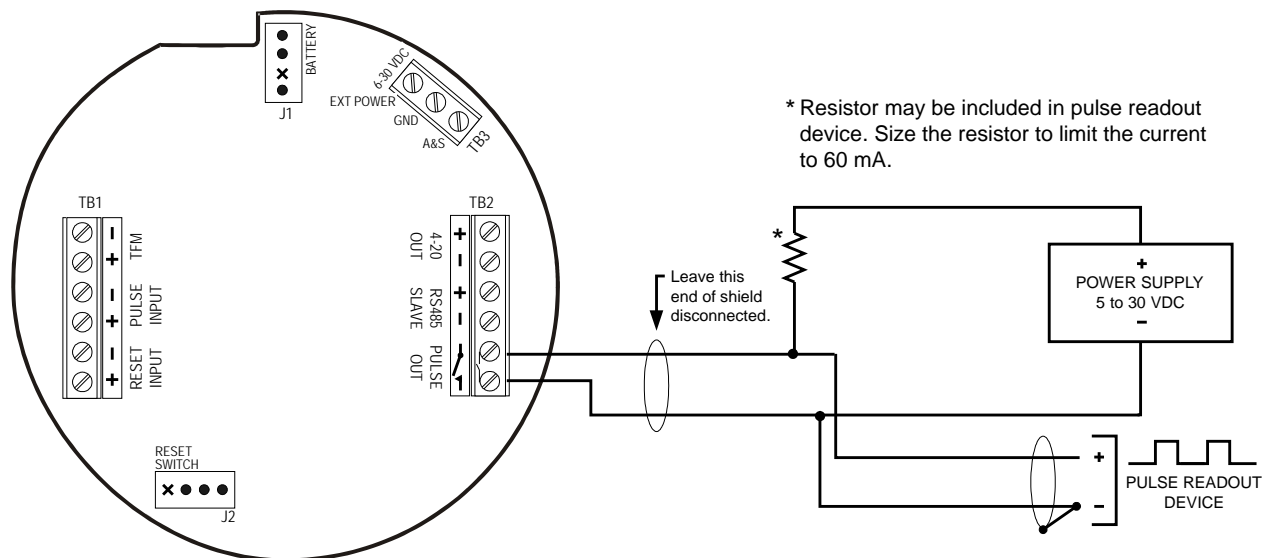 BATTERY
J1
6-30 VDC
EXT POWER
GND
A&S
TB3
* Resistor may be included in pulse readout
device. Size the resistor to limit the current
to 60 mA.
TB1
− TFM
+
− PULSE
+ INPUT
− RESET
+ INPUT
TB2
4-20 +
OUT −
RS485 +
SLAVE −
PULSE
OUT
Leave this
end of shield
disconnected.
*
+
POWER SUPPLY
5 to 30 VDC
−
+
−
PULSE READOUT
DEVICE
RESET
SWITCH
J2